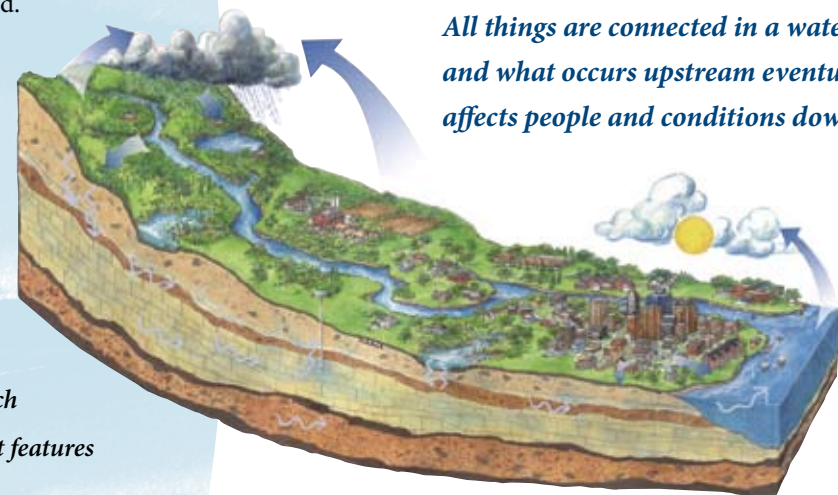 d.
All things are connected in a wate
and what occurs upstream eventu
affects people and conditions dow
ch
t features